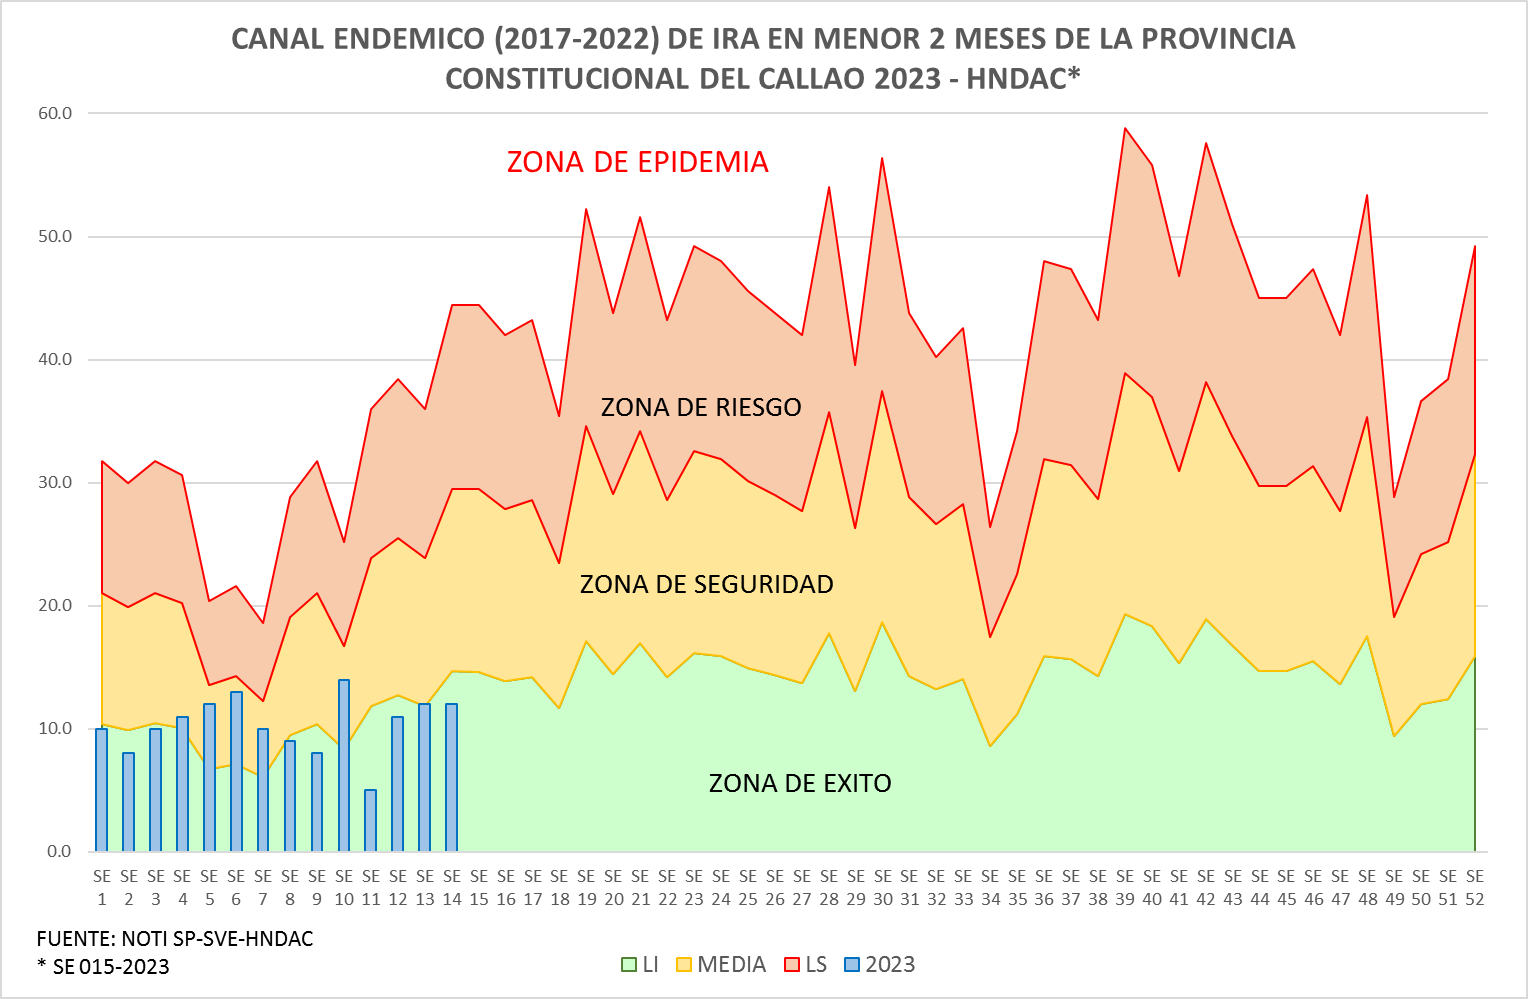 CANAL ENDEMICO (2017-2022) DE IRA EN MENOR 2 MESES DE LA PROVINCIA
CONSTITUCIONAL DEL CALLAO 2023 - HNDAC*
60.0
50.0
40.0
30.0
20.0
10.0
0.0
ZONA DE EPIDEMIA
ZONA DE RIESGO
ZONA DE SEGURIDAD
ZONA DE EXITO
SE SE SE SE SE SE SE SE SE SE SE SE SE SE SE SE SE SE SE SE SE SE SE SE SE SE SE SE SE SE SE SE SE SE SE SE SE SE SE SE SE SE SE SE SE SE SE SE SE SE SE SE
1 2 3 4 5 6 7 8 9 10 11 12 13 14 15 16 17 18 19 20 21 22 23 24 25 26 27 28 29 30 31 32 33 34 35 36 37 38 39 40 41 42 43 44 45 46 47 48 49 50 51 52
FUENTE: NOTI SP-SVE-HNDAC
* SE 015-2023
LI MEDIA LS 2023